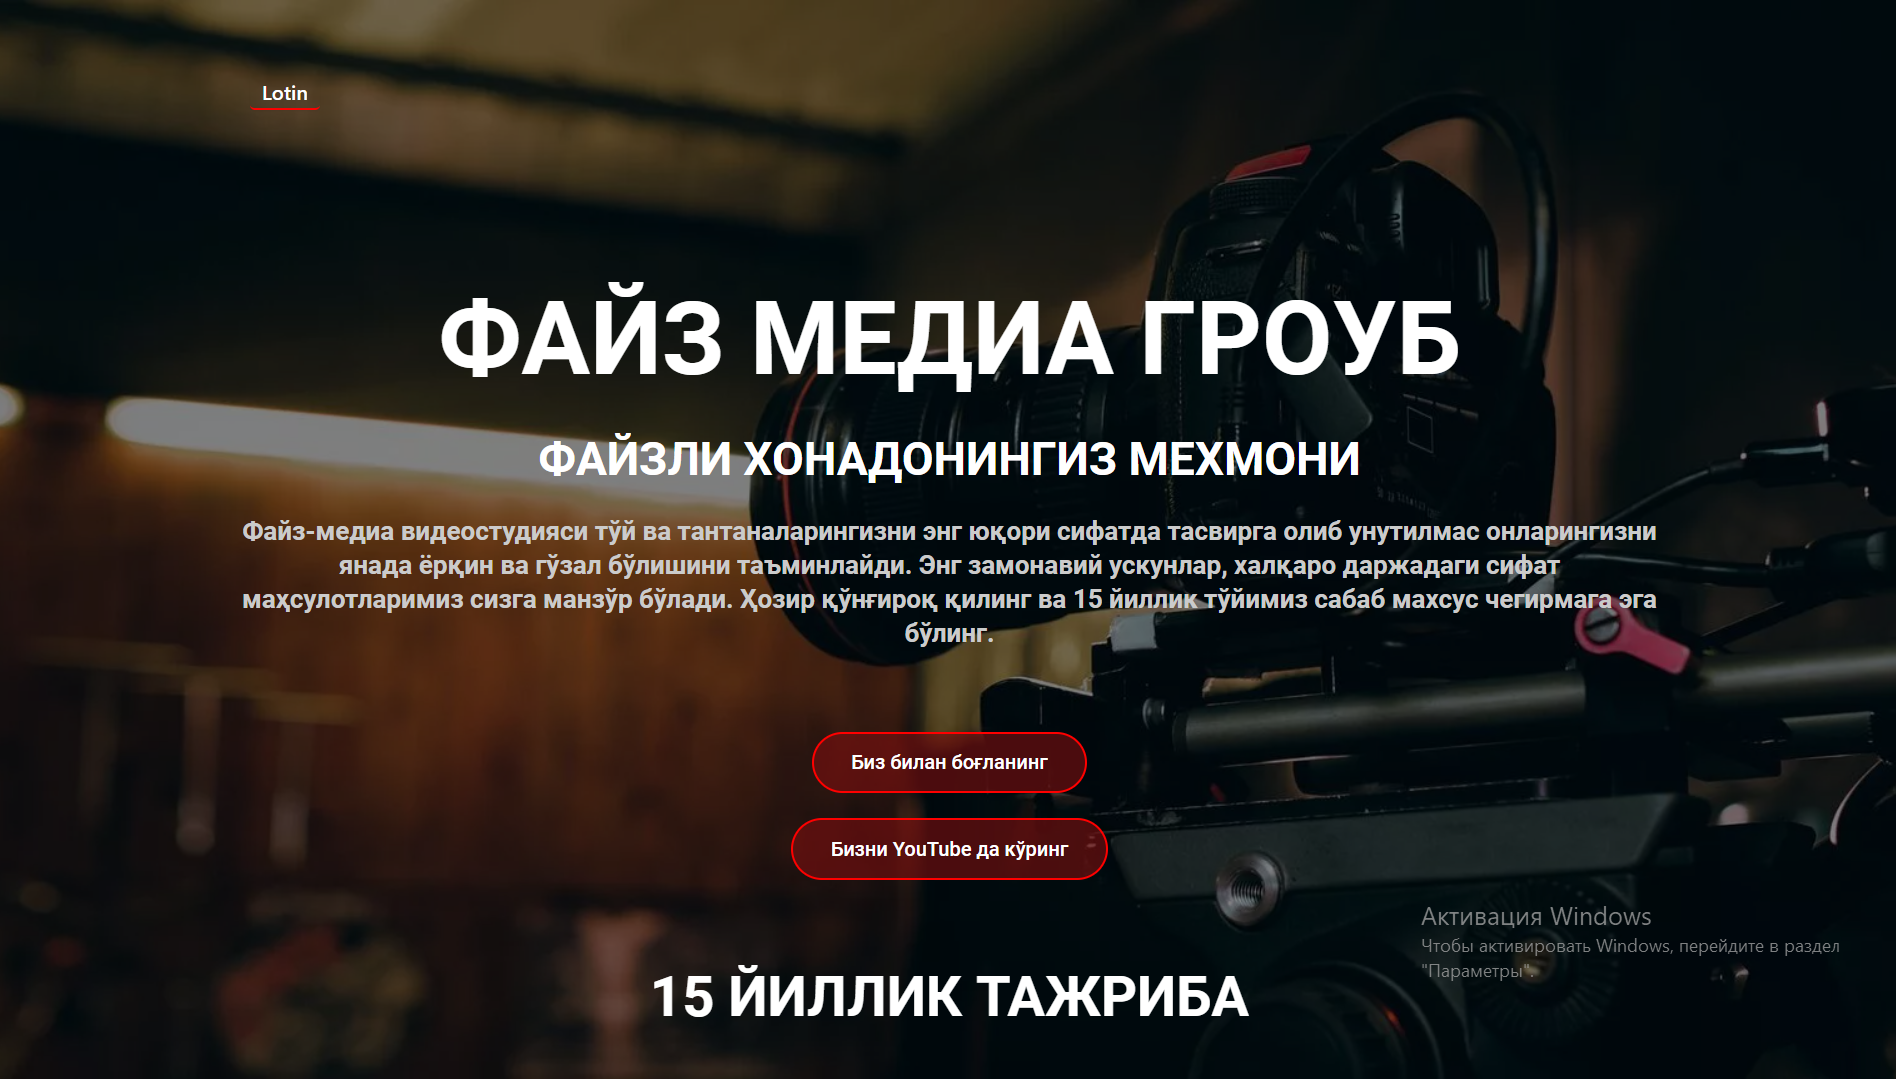 Lotin
ФАЙЗ МЕДИА ГРОУБ
ФАЙЗЛИ ХОНАДОНИНГИЗ МЕХМОНИ
Файз-медиа видеостудияси тўй ва тантаналарингизни энг юқори сифатда тасвирга олиб унутилмас онларингизни
янада ёрқин ва гўзал бўлишини таъминлайди. Энг замонавий ускунлар, халқаро даржадаги сифат
маҳсулотларимиз сизга манзўр бўлади. Ҳозир қўнғироқ қилинг ва 15 йиллик тўйимиз сабаб махсус чегирмага эга
бўлинг.
Биз билан боғланинг
Бизни YouTube да кўринг
Активация Windows
Чтобы активировать Windows, перейдите в раздел
"Параметры".
15 ЙИЛЛИК ТАЖРИБА